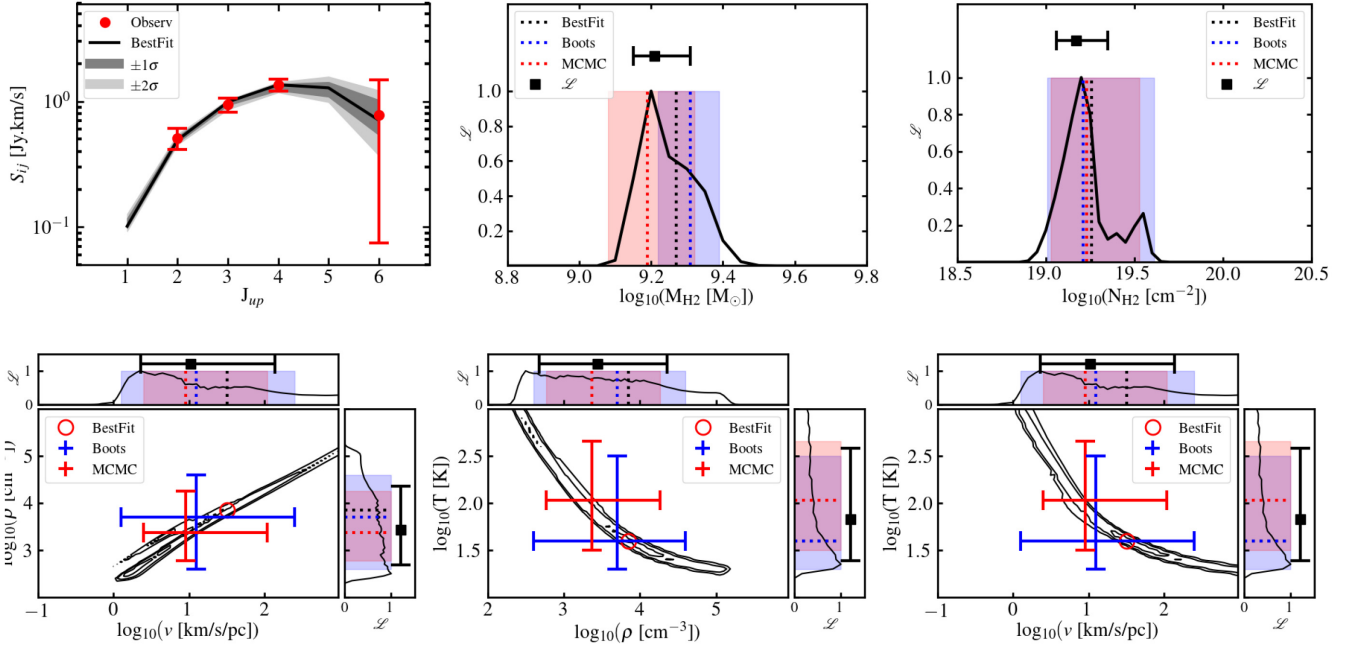 Observ
BestFit
±1σ
±2σ
S_ij [Jy.km/s]
10^0
10^-1
1 2 3 4 5 6
J_up
BestFit
Boots
MCMC
ℒ
ℒ
1.0
0.8
0.6
0.4
0.2
8.8 9.0 9.2 9.4 9.6 9.8
log10(M_H2 [M_⊙])
BestFit
Boots
MCMC
ℒ
ℒ
1.0
0.8
0.6
0.4
0.2
18.5 19.0 19.5 20.0 20.5
log10(N_H2 [cm^-2])
ℒ
1
0
BestFit
Boots
MCMC
5
4
3
−1 0 1 2
log10(v [km/s/pc])
0 1
ℒ
ℒ
1
0
BestFit
Boots
MCMC
log10(T [K])
2.5
2.0
1.5
2 3 4 5
log10(ρ [cm^-3])
0 1
ℒ
ℒ
1
0
BestFit
Boots
MCMC
log10(T [K])
2.5
2.0
1.5
−1 0 1 2
log10(v [km/s/pc])
0 1
ℒ